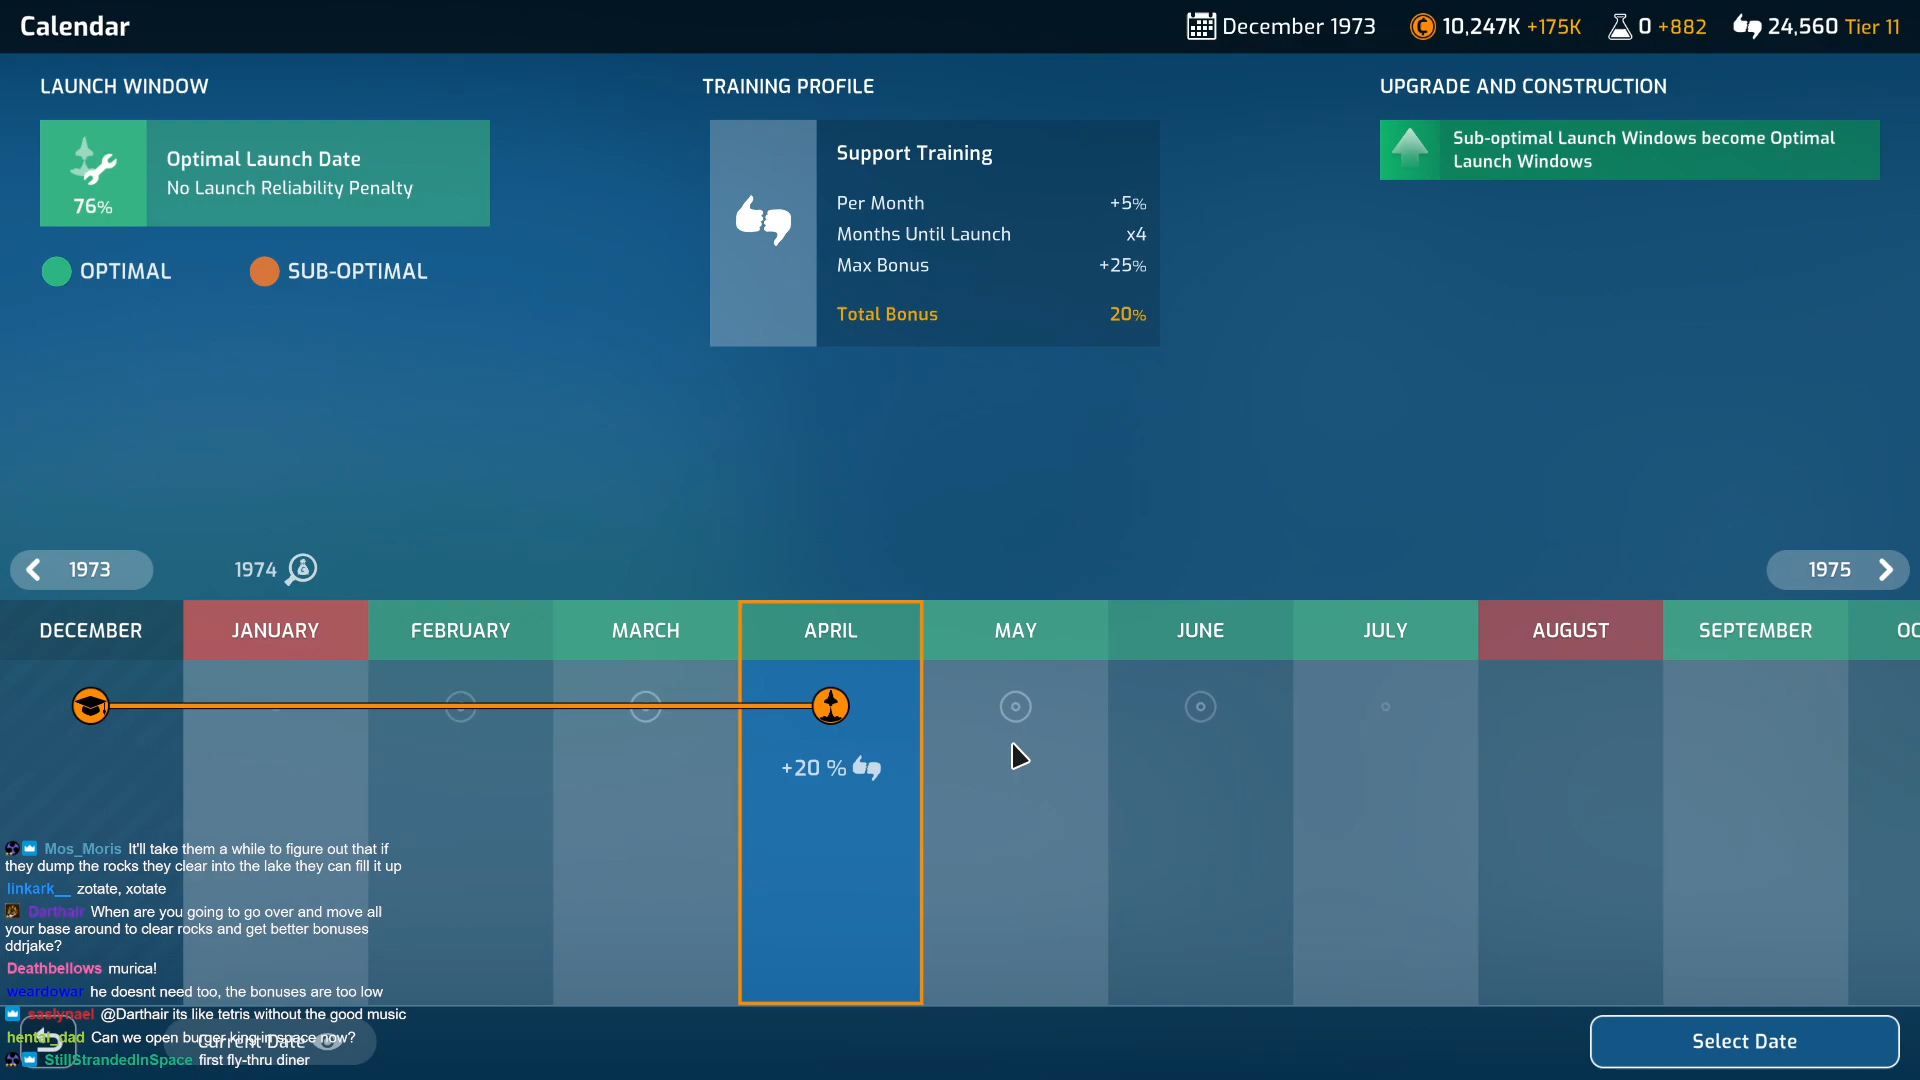 Calendar
December 1973
10,247K +175K
0 +882
24,560 Tier 11
LAUNCH WINDOW
76%
Optimal Launch Date
No Launch Reliability Penalty
OPTIMAL
SUB-OPTIMAL
TRAINING PROFILE
Support Training
Per Month +5%
Months Until Launch x4
Max Bonus +25%
Total Bonus 20%
UPGRADE AND CONSTRUCTION
Sub-optimal Launch Windows become Optimal
Launch Windows
1973
1974
1975
DECEMBER
JANUARY
FEBRUARY
MARCH
APRIL
MAY
JUNE
JULY
AUGUST
SEPTEMBER
OC
+20 %
Mos_Moris It'll take them a while to figure out that if
they dump the rocks they clear into the lake they can fill it up
linkark__ zotate, xotate
Darthair When are you going to go over and move all
your base around to clear rocks and get better bonuses
ddrjake?
Deathbellows murica!
weardowar he doesnt need too, the bonuses are too low
saslynael @Darthair its like tetris without the good music
hentai_dad Can we open burger king in space now?
StillStrandedInSpace first fly-thru diner
Current Date
Select Date